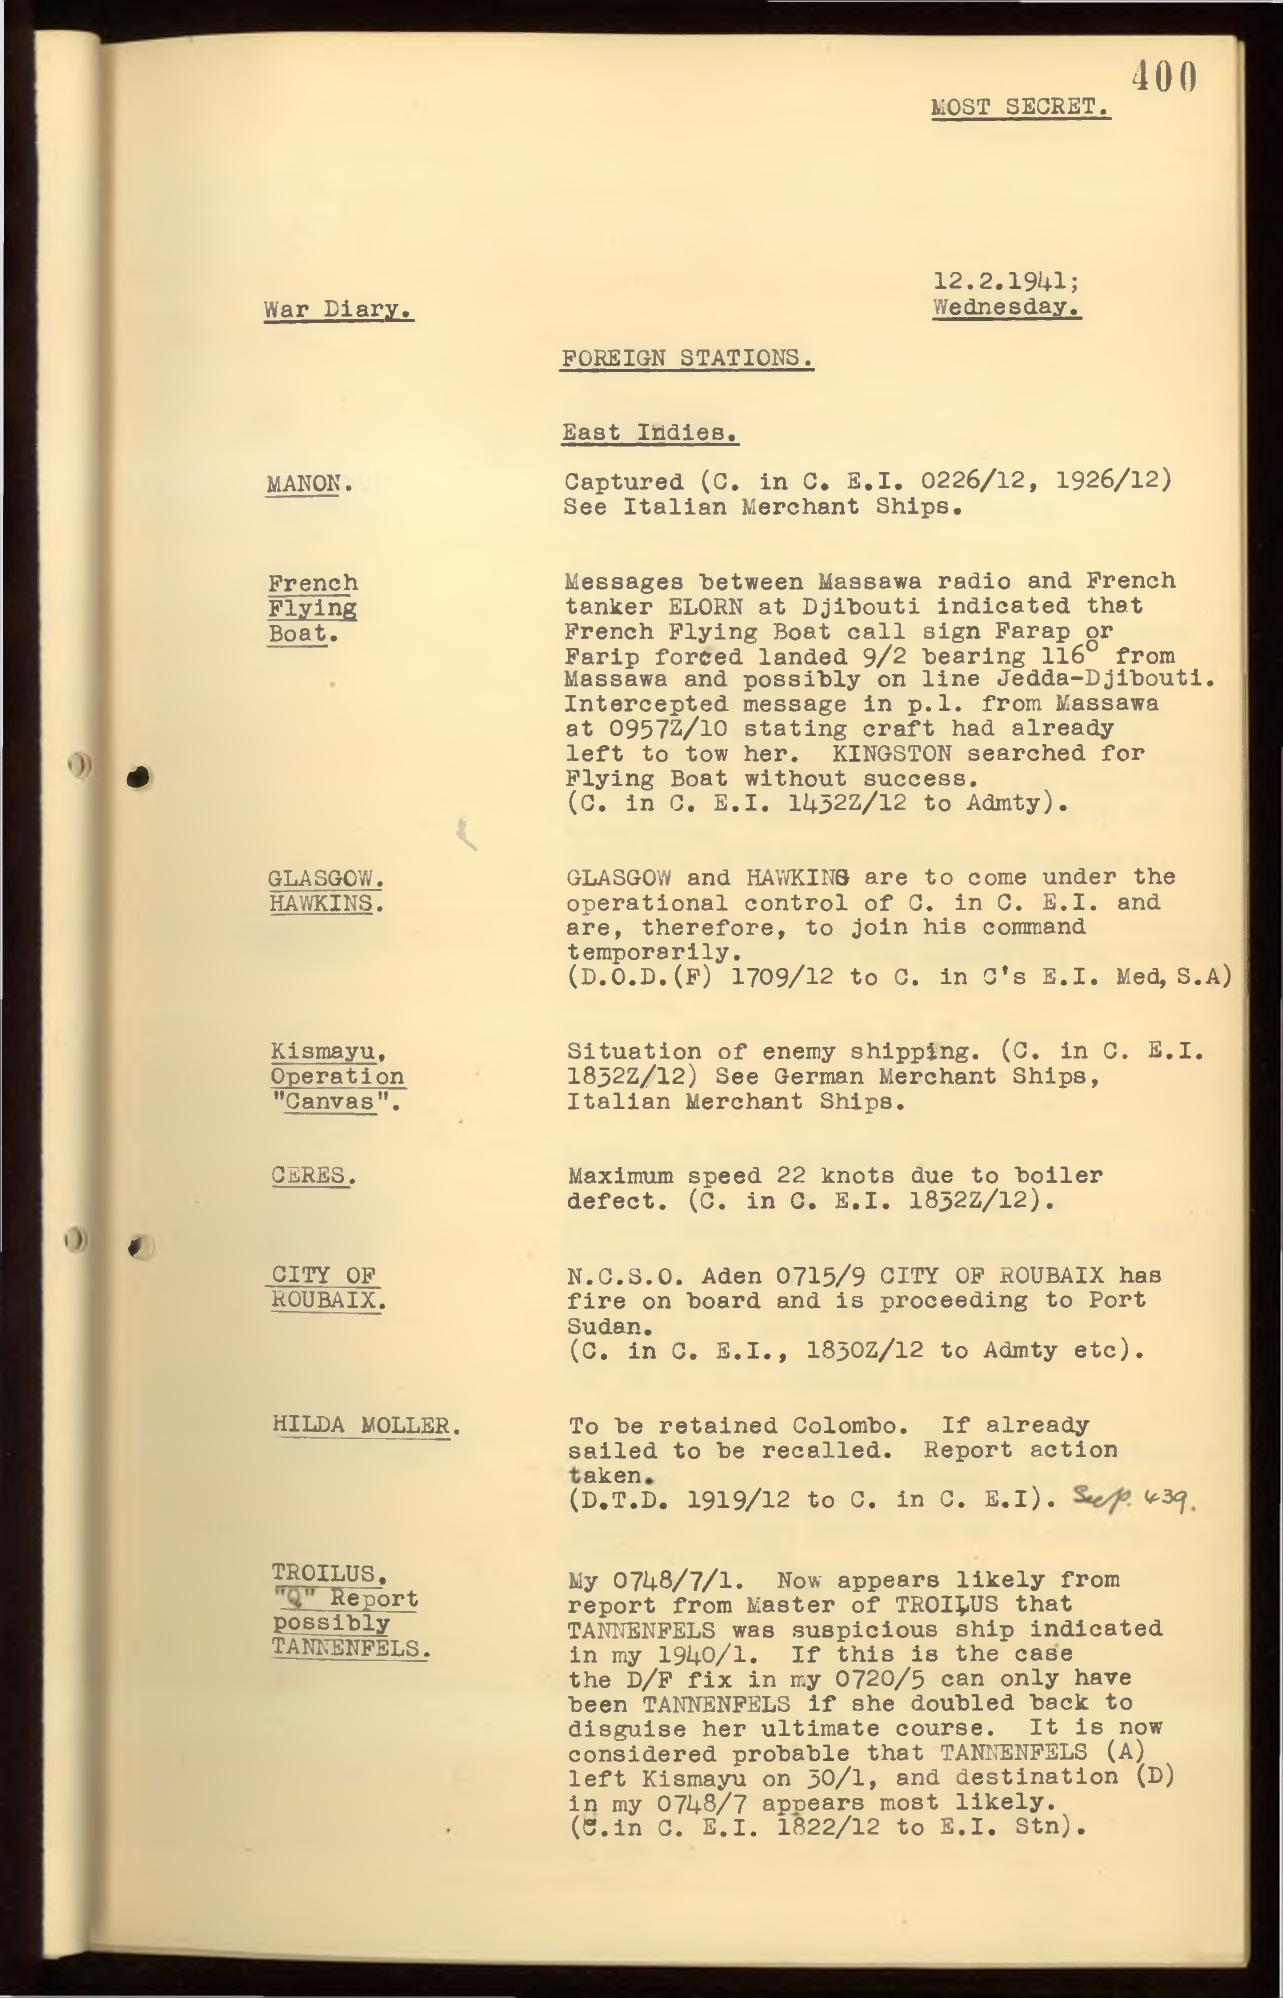 400
MOST SECRET.
12.2.1941;
War Diary.
Wednesday.
FOREIGN STATIONS.
East Indies.
MANON.
Captured (C. in C. E.I. 0226/12, 1926/12)
See Italian Merchant Ships.
French
Flying
Boat.
Messages between Massawa radio and French
tanker ELORN at Djibouti indicated that
French Flying Boat call sign Farap or
Farip forced landed 9/2 bearing 116° from
Massawa and possibly on line Jedda-Djibouti.
Intercepted message in p.l. from Massawa
at 0957Z/10 stating craft had already
left to tow her. KINGSTON searched for
Flying Boat without success.
(C. in C. E.I. 1432Z/12 to Admty).
GLASGOW.
HAWKINS.
GLASGOW and HAWKINS are to come under the
operational control of C. in C. E.I. and
are, therefore, to join his command
temporarily.
(D.O.D.(F) 1709/12 to C. in C's E.I. Med, S.A)
Kismayu,
Operation
"Canvas".
Situation of enemy shipping. (C. in C. E.I.
1832Z/12) See German Merchant Ships,
Italian Merchant Ships.
CERES.
Maximum speed 22 knots due to boiler
defect. (C. in C. E.I. 1832Z/12).
CITY OF
ROUBAIX.
N.C.S.O. Aden 0715/9 CITY OF ROUBAIX has
fire on board and is proceeding to Port
Sudan.
(C. in C. E.I., 1830Z/12 to Admty etc).
HILDA MOLLER.
To be retained Colombo. If already
sailed to be recalled. Report action
taken.
(D.T.D. 1919/12 to C. in C. E.I). See p. 439.
TROILUS.
"Q" Report
possibly
TANNENFELS.
My 0748/7/1. Now appears likely from
report from Master of TROILUS that
TANNENFELS was suspicious ship indicated
in my 1940/1. If this is the case
the D/F fix in my 0720/5 can only have
been TANNENFELS if she doubled back to
disguise her ultimate course. It is now
considered probable that TANNENFELS (A)
left Kismayu on 30/1, and destination (D)
in my 0748/7 appears most likely.
(C.in C. E.I. 1822/12 to E.I. Stn).